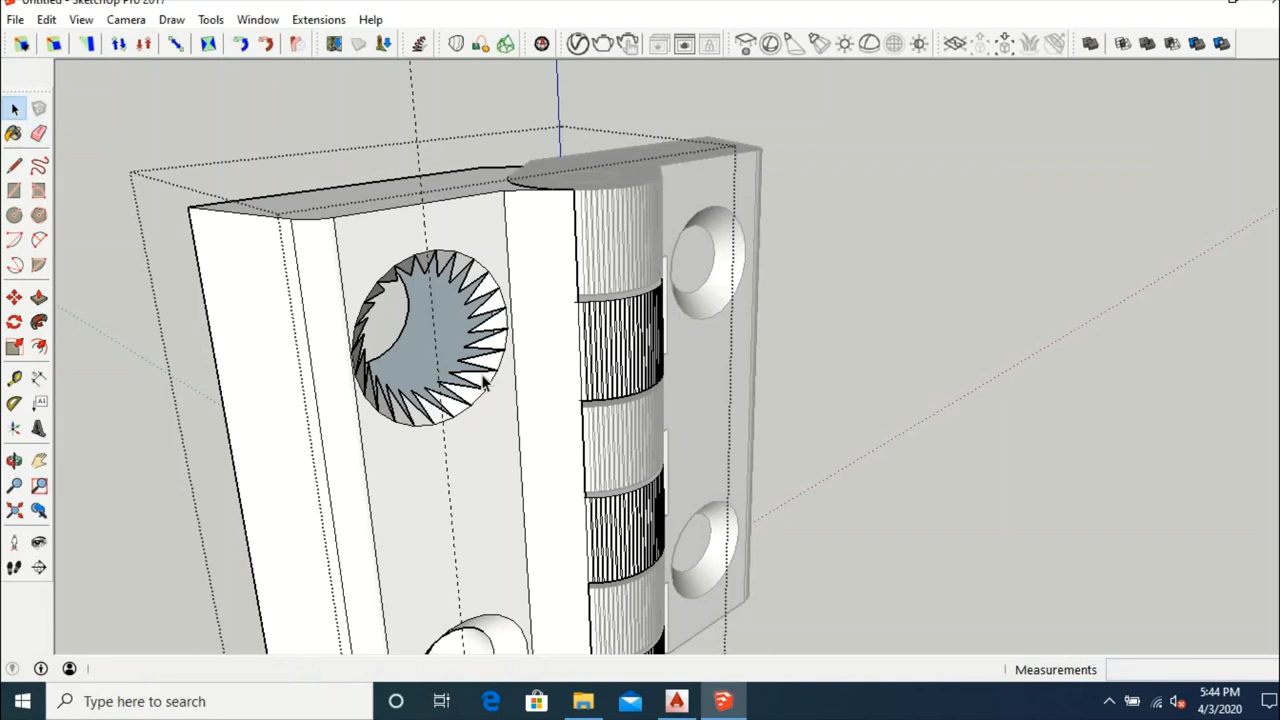 Untitled - SketchUp Pro 2017
File Edit View Camera Draw Tools Window Extensions Help
A1
Measurements
Type here to search
5:44 PM
4/3/2020